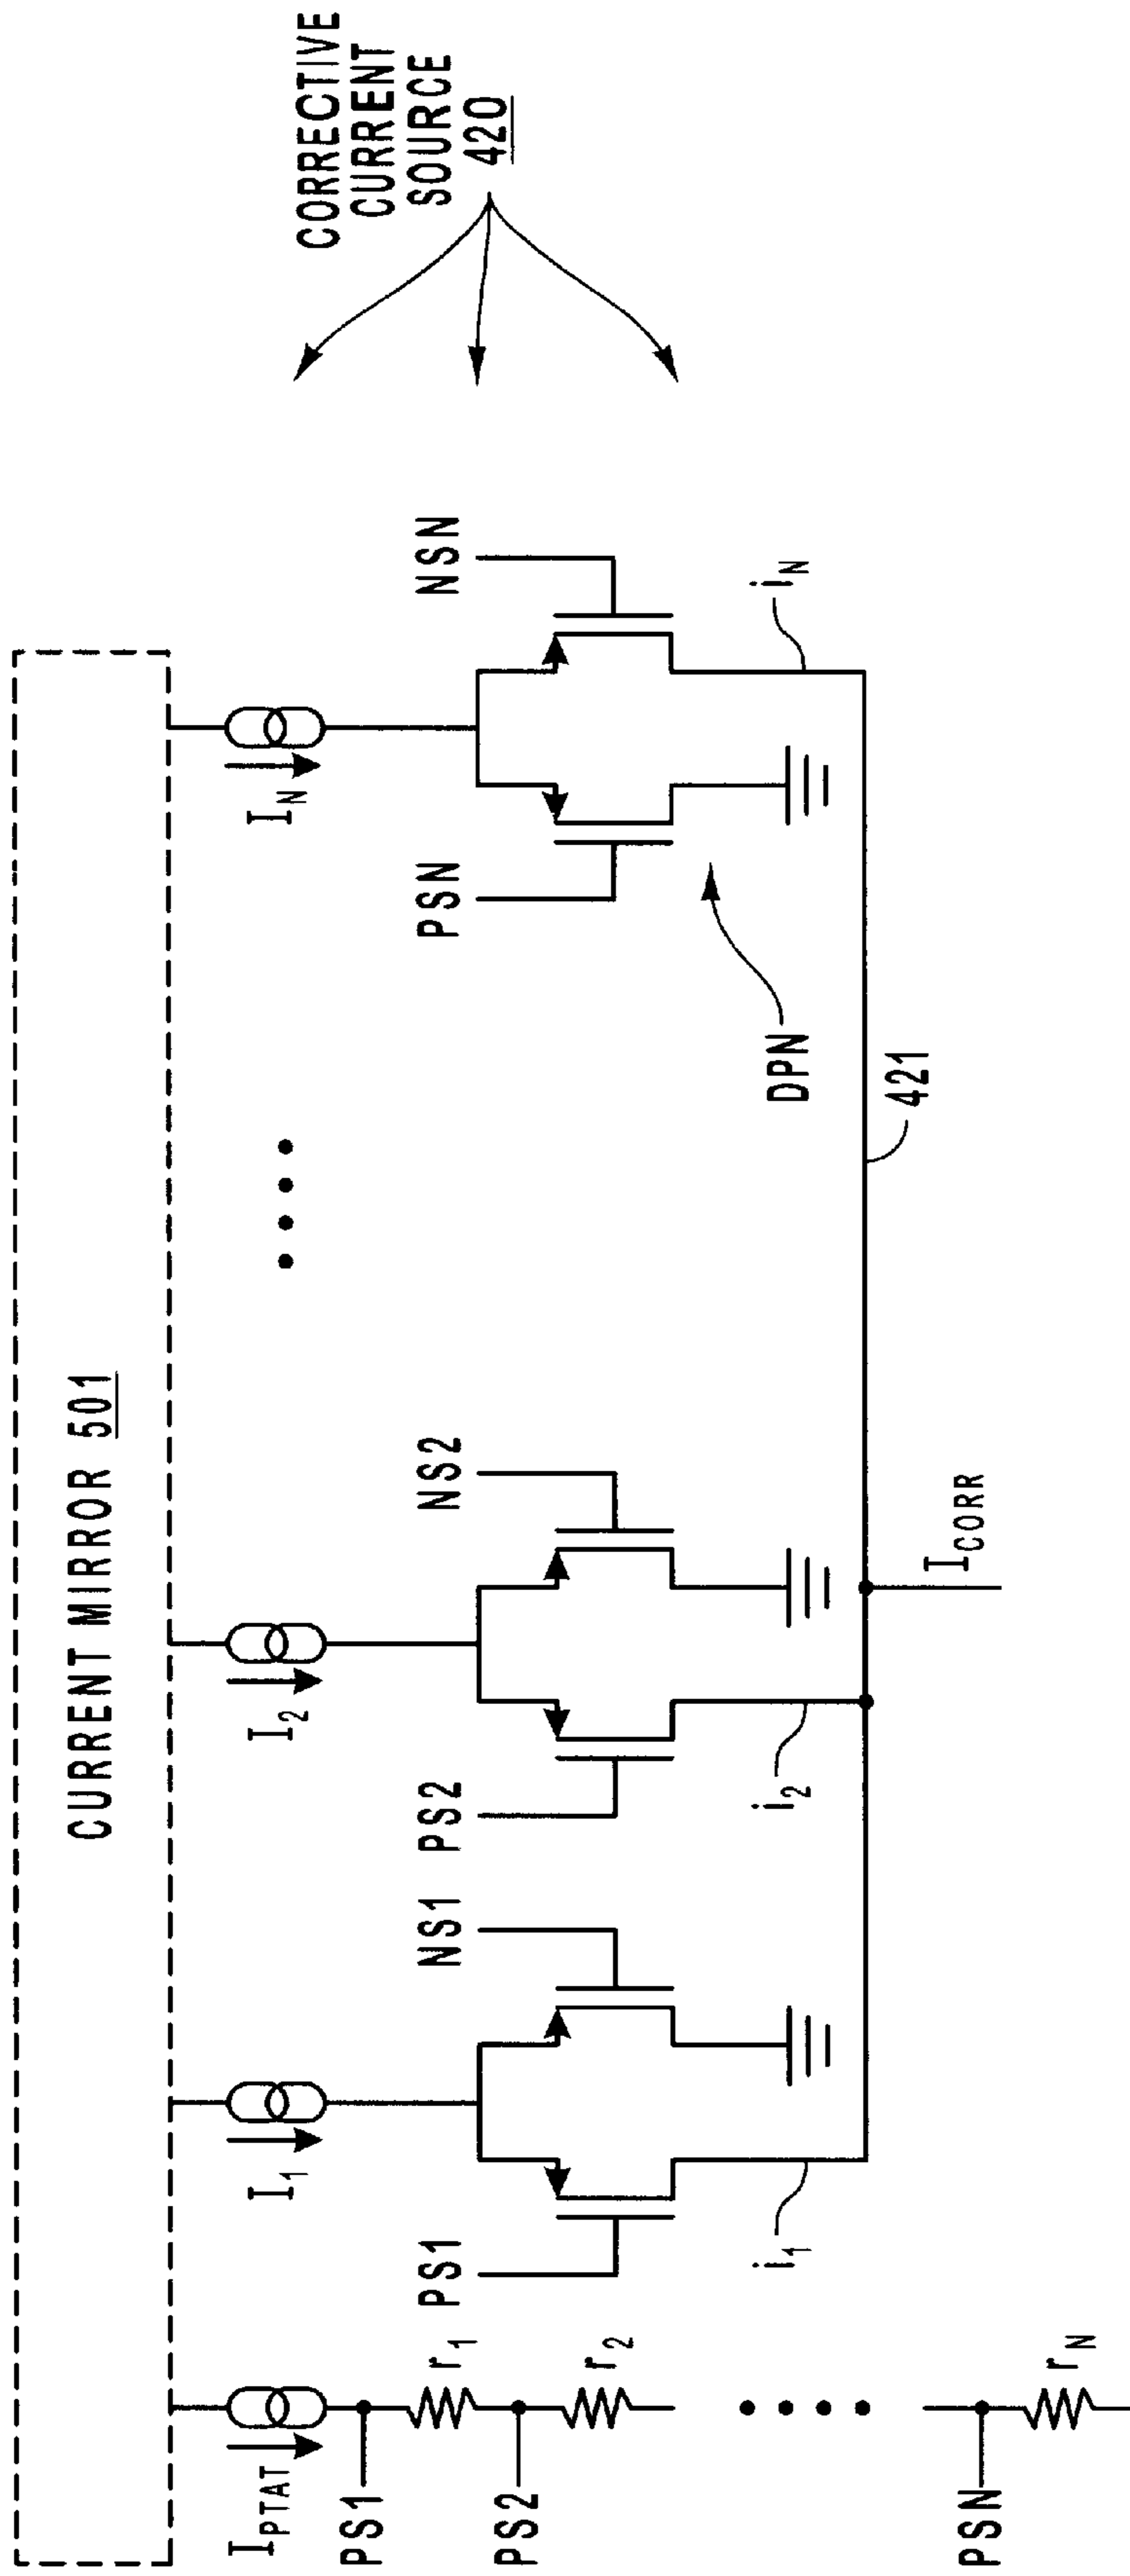 CURRENT MIRROR 501
CORRECTIVE
CURRENT
SOURCE
420
I_PTAT
I_1
I_2
I_N
PS1
NS1
PS2
NS2
PSN
NSN
PS1
r_1
PS2
r_2
PSN
r_N
i_1
i_2
i_N
DPN
421
I_CORR